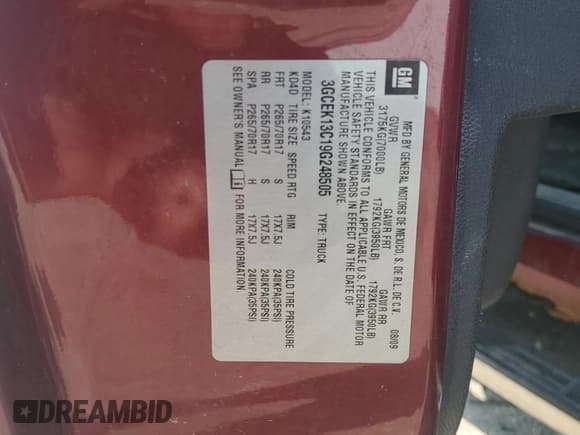 GM
MFD BY GENERAL MOTORS DE MEXICO, S. DE R.L. DE C.V. 08/09
GVWR GAWR FRT GAWR RR
3175KG(7000LB) 1792KG(3950LB) 1792KG(3950LB)
THIS VEHICLE CONFORMS TO ALL APPLICABLE U.S. FEDERAL MOTOR
VEHICLE SAFETY STANDARDS IN EFFECT ON THE DATE OF
MANUFACTURE SHOWN ABOVE.
3GCEK13C19G248505 TYPE: TRUCK
MODEL: K10543
KD4D TIRE SIZE SPEED RTG RIM COLD TIRE PRESSURE
FRT P265/70R17 S 17X7.5J 240KPA(35PSI)
RR P265/70R17 S 17X7.5J 240KPA(35PSI)
SPA P265/70R17 H 17X7.5J 240KPA(35PSI)
SEE OWNER'S MANUAL FOR MORE INFORMATION.
DREAMBID